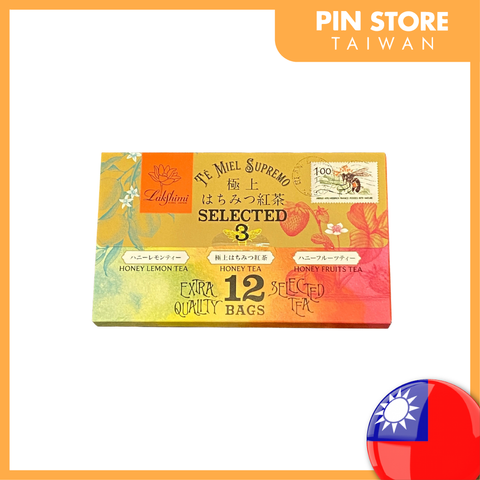 PIN STORE
TAIWAN
Lakshimi
TÉ MIEL SUPREMO
極上
はちみつ紅茶
SELECTED
3
1.00
ハニーレモンティー
HONEY LEMON TEA
極上はちみつ紅茶
HONEY TEA
ハニーフルーツティー
HONEY FRUITS TEA
EXTRA
QUALITY
12
BAGS
SELECTED
TEA